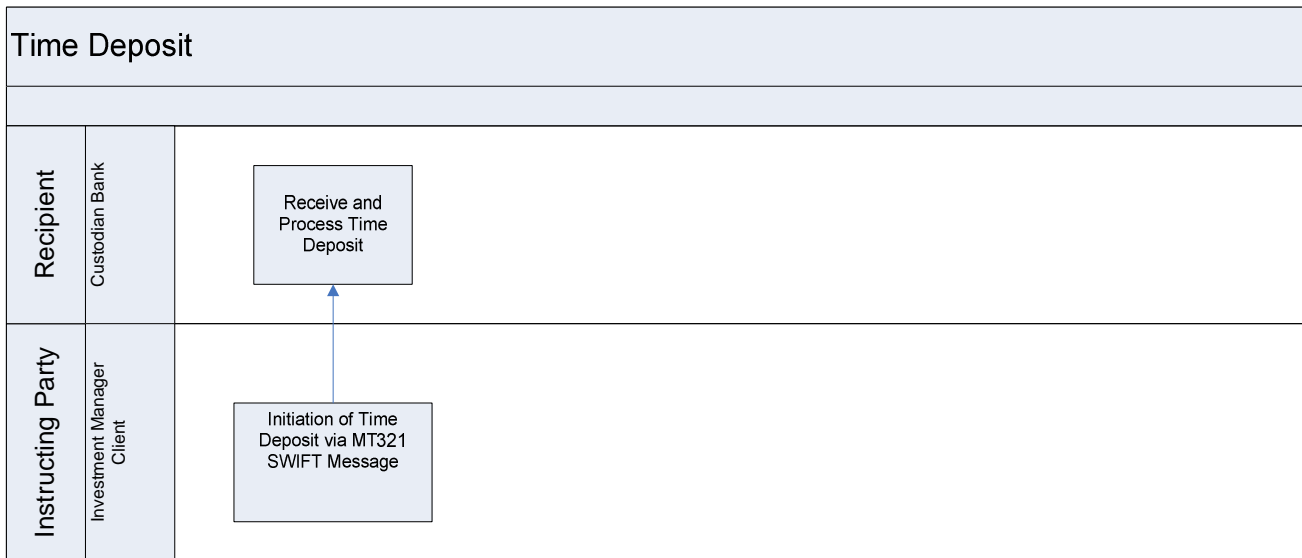 Time Deposit
Recipient
Custodian Bank
Receive and
Process Time
Deposit
Instructing Party
Investment Manager
Client
Initiation of Time
Deposit via MT321
SWIFT Message